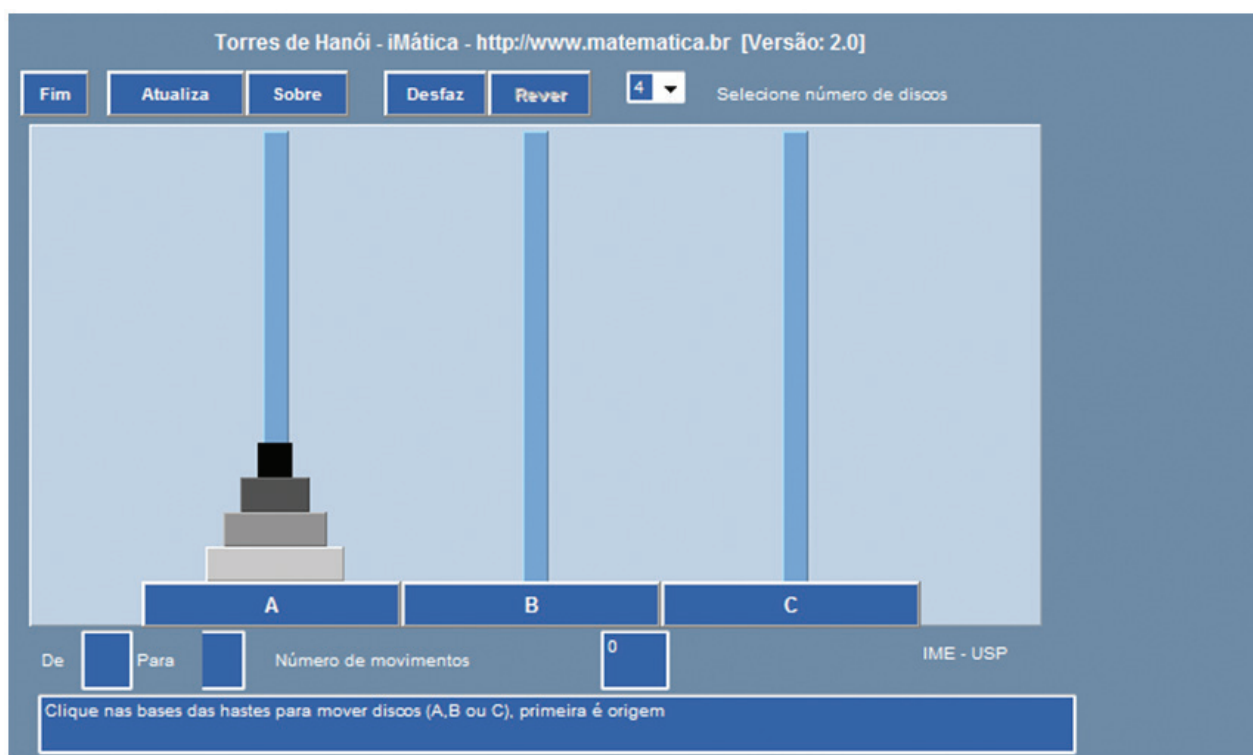 Torres de Hanói - iMática - http://www.matematica.br [Versão: 2.0]
Fim Atualiza Sobre Desfaz Rever 4 Selecione número de discos
A B C
De Para Número de movimentos 0 IME - USP
Clique nas bases das hastes para mover discos (A,B ou C), primeira é origem